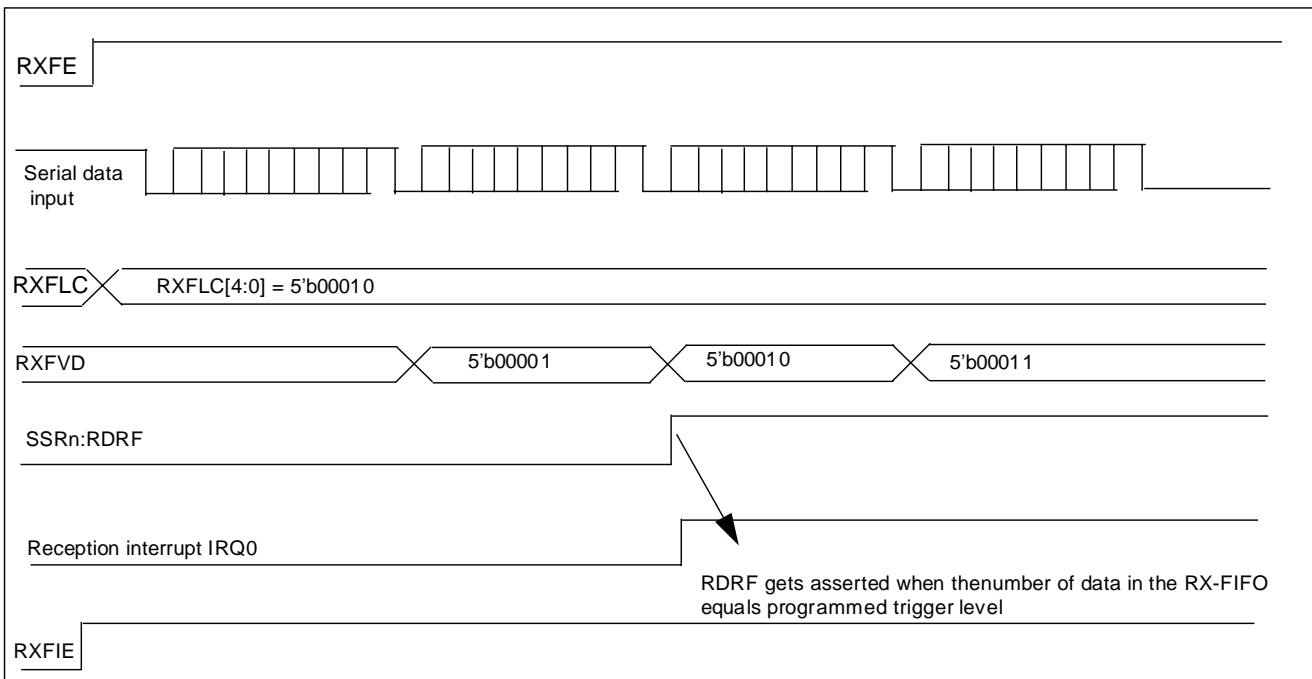 RXFE
Serial data
input
RXFLC
RXFLC[4:0] = 5'b00010
RXFVD
5'b00001
5'b00010
5'b00011
SSRn:RDRF
Reception interrupt IRQ0
RDRF gets asserted when thenumber of data in the RX-FIFO
equals programmed trigger level
RXFIE